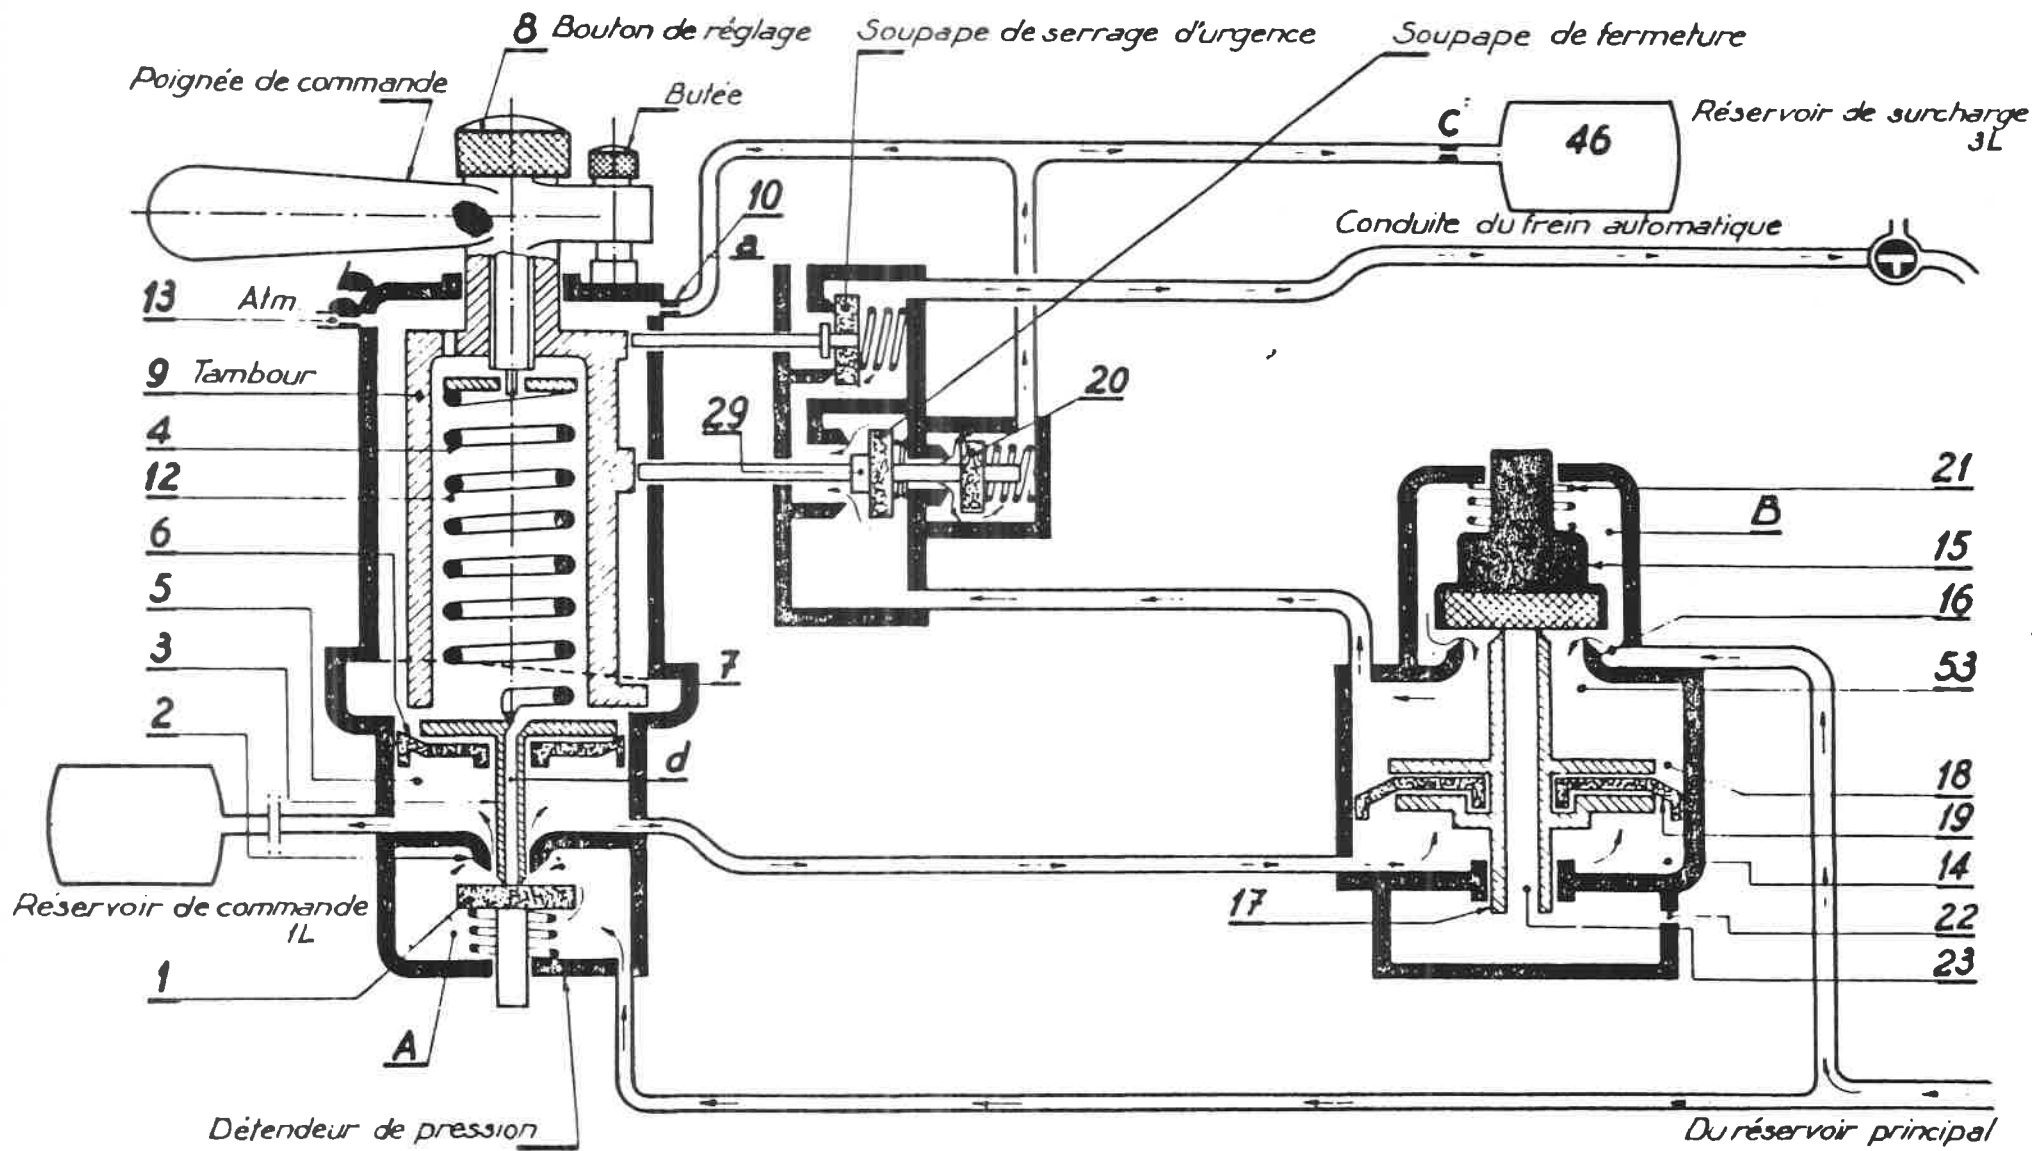 8 Bouton de réglage
Soupape de serrage d'urgence
Soupape de fermeture
Poignée de commande
Butée
C
46
Réservoir de surcharge
3L
10
a
Conduite du frein automatique
13 Atm.
9 Tambour
20
4
29
12
21
B
6
15
5
16
3
7
53
2
d
18
19
14
Réservoir de commande
1L
17
22
1
23
A
Détendeur de pression
Du réservoir principal